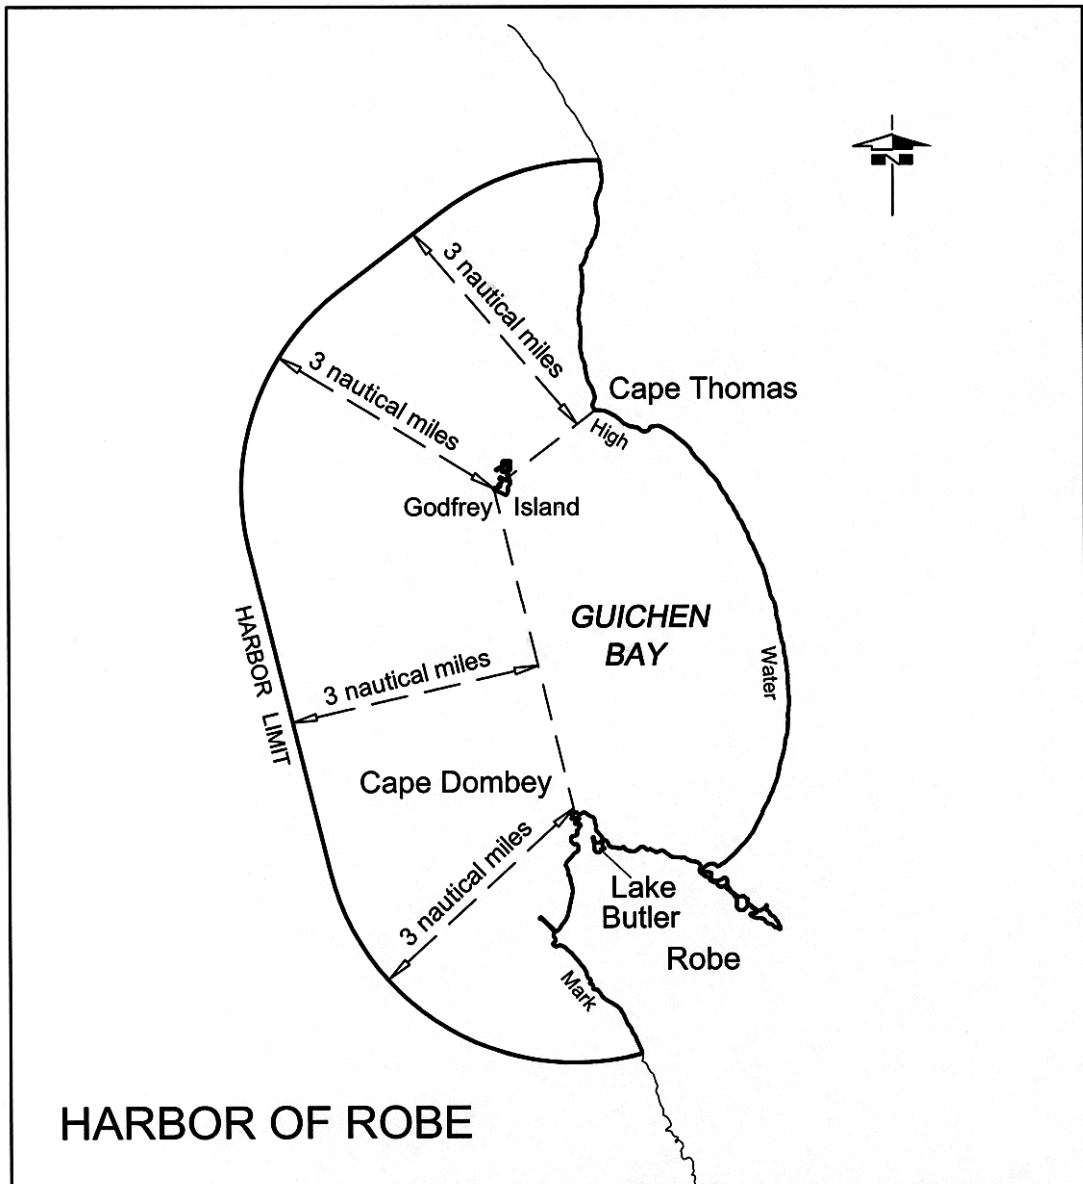 N
3 nautical miles
3 nautical miles
Cape Thomas
High
Godfrey Island
GUICHEN
BAY
HARBOR LIMIT
3 nautical miles
Water
Cape Dombey
3 nautical miles
Lake
Butler
Robe
Mark
HARBOR OF ROBE